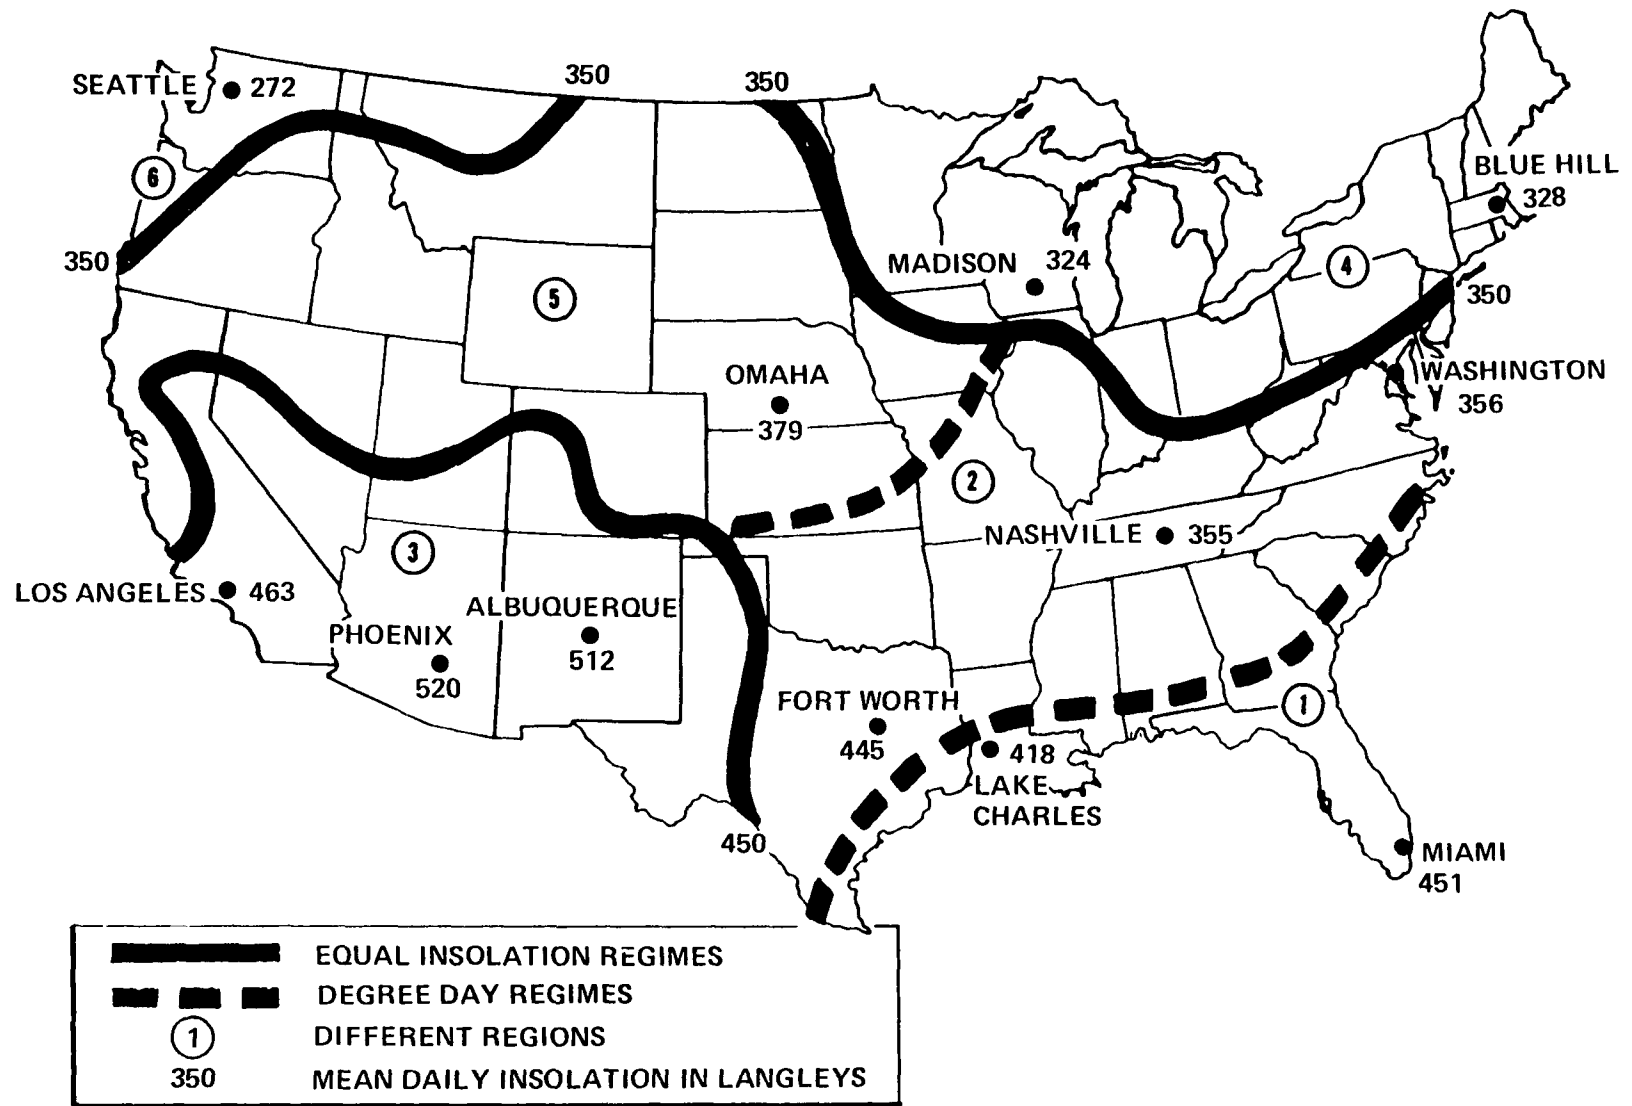 350
350
SEATTLE 272
6
BLUE HILL
328
350
MADISON 324
4
5
350
OMAHA
379
WASHINGTON
356
2
NASHVILLE 355
3
LOS ANGELES 463
ALBUQUERQUE
512
PHOENIX
520
FORT WORTH
445
1
418
LAKE
CHARLES
450
MIAMI
451
EQUAL INSOLATION REGIMES
DEGREE DAY REGIMES
1 DIFFERENT REGIONS
350 MEAN DAILY INSOLATION IN LANGLEYS